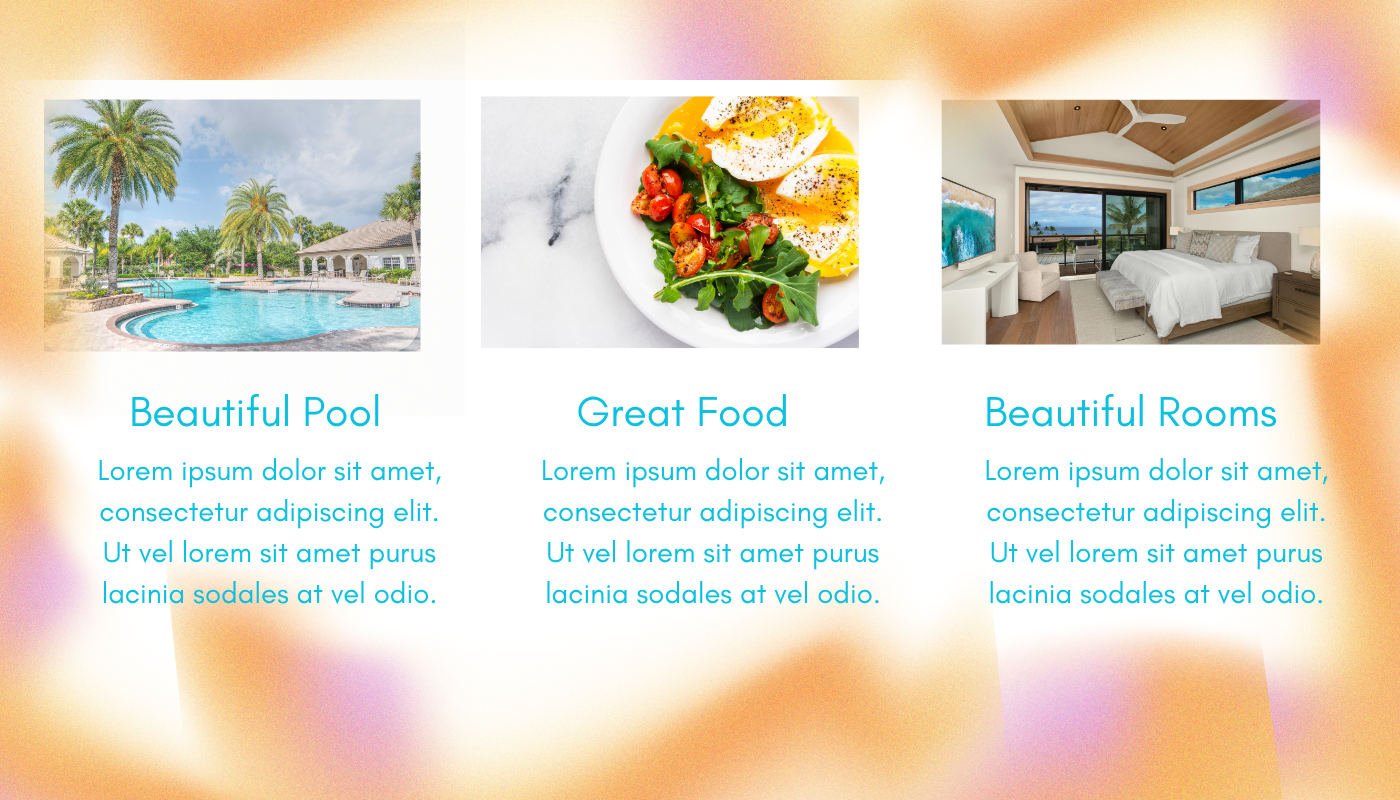 Beautiful Pool
Lorem ipsum dolor sit amet,
consectetur adipiscing elit.
Ut vel lorem sit amet purus
lacinia sodales at vel odio.
Great Food
Lorem ipsum dolor sit amet,
consectetur adipiscing elit.
Ut vel lorem sit amet purus
lacinia sodales at vel odio.
Beautiful Rooms
Lorem ipsum dolor sit amet,
consectetur adipiscing elit.
Ut vel lorem sit amet purus
lacinia sodales at vel odio.